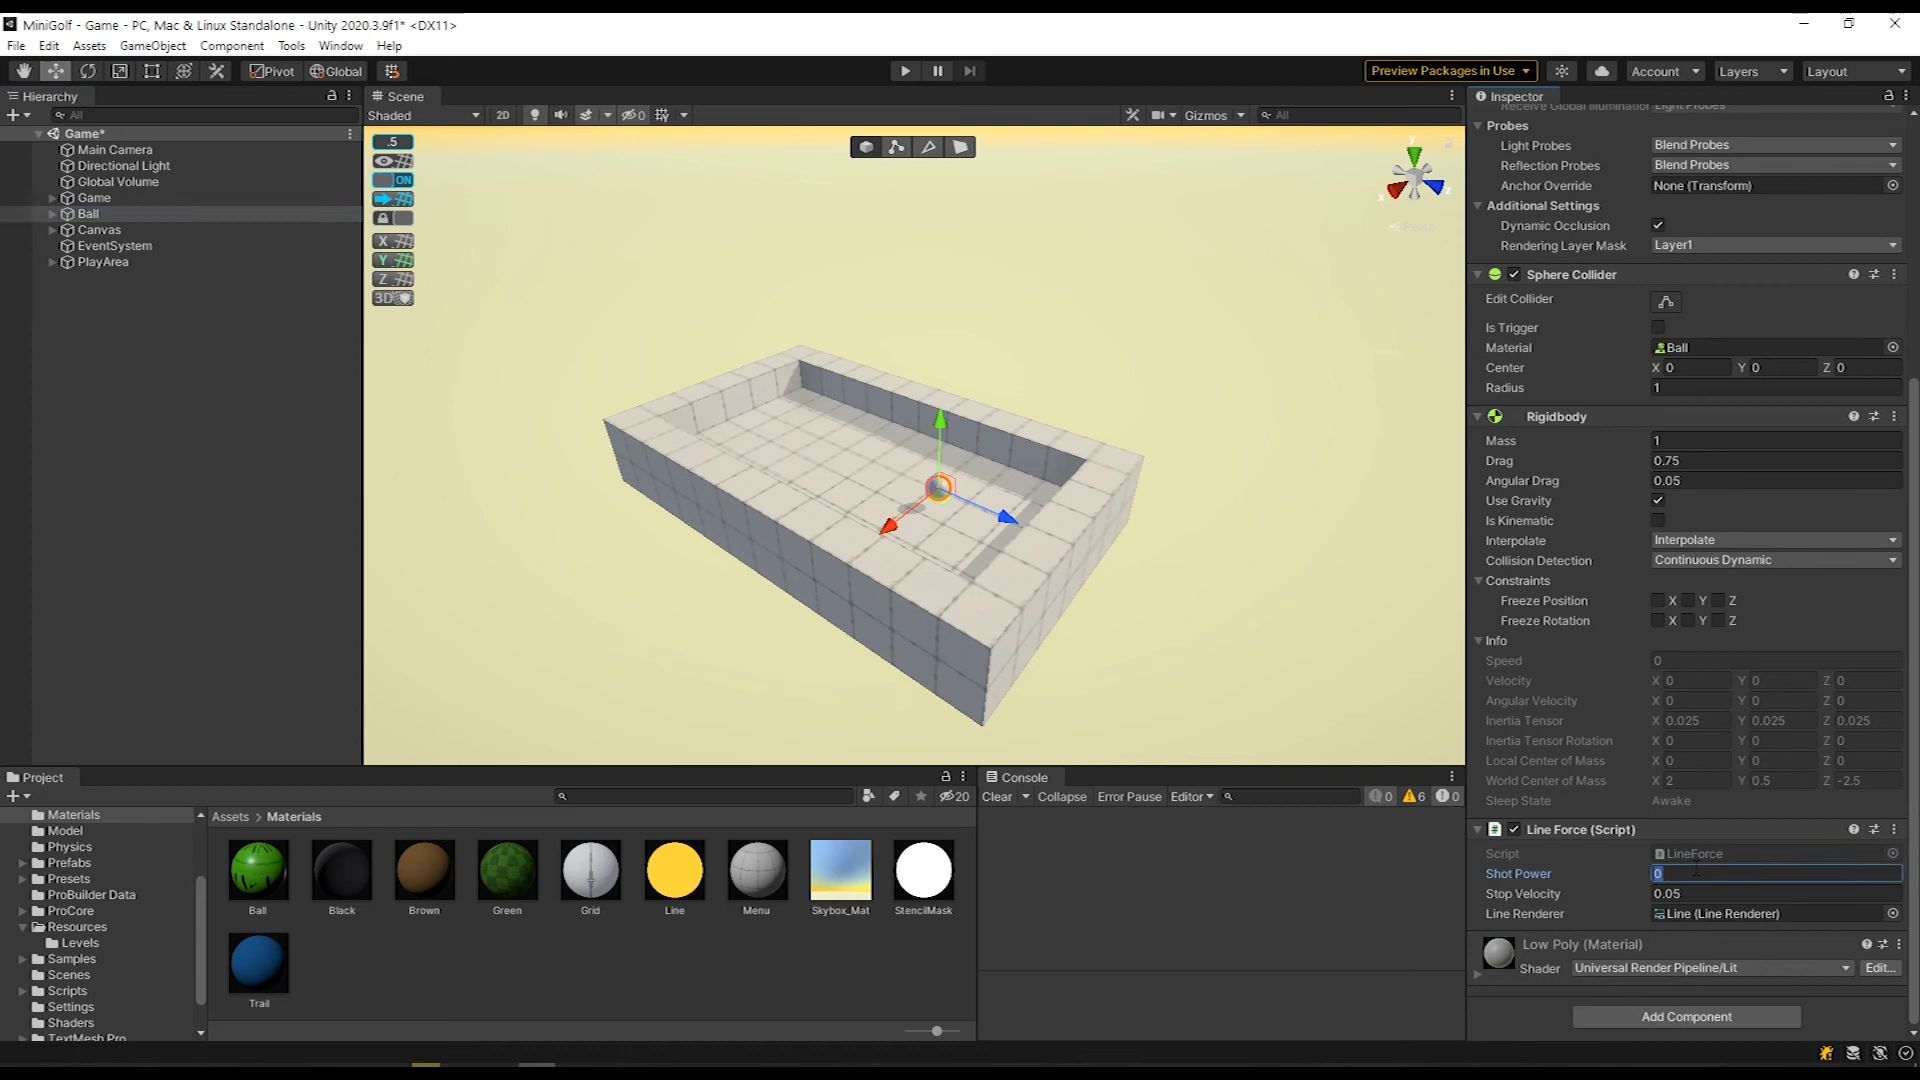 MiniGolf - Game - PC, Mac & Linux Standalone - Unity 2020.3.9f1* <DX11>
File Edit Assets GameObject Component Tools Window Help
Pivot Global Preview Packages in Use Account Layers Layout
Hierarchy
All
Game*
Main Camera
Directional Light
Global Volume
Game
Ball
Canvas
EventSystem
PlayArea
Scene
Shaded 2D 0 Gizmos All
.5
ON
X
Y
Z
3D
y
x
z
Persp
Inspector
Receive Global Illumination Light Probes
Probes
Light Probes Blend Probes
Reflection Probes Blend Probes
Anchor Override None (Transform)
Additional Settings
Dynamic Occlusion
Rendering Layer Mask Layer1
Sphere Collider
Edit Collider
Is Trigger
Material Ball
Center X 0 Y 0 Z 0
Radius 1
Rigidbody
Mass 1
Drag 0.75
Angular Drag 0.05
Use Gravity
Is Kinematic
Interpolate Interpolate
Collision Detection Continuous Dynamic
Constraints
Freeze Position X Y Z
Freeze Rotation X Y Z
Info
Speed 0
Velocity X 0 Y 0 Z 0
Angular Velocity X 0 Y 0 Z 0
Inertia Tensor X 0.025 Y 0.025 Z 0.025
Inertia Tensor Rotation X 0 Y 0 Z 0
Local Center of Mass X 0 Y 0 Z 0
World Center of Mass X 2 Y 0.5 Z -2.5
Sleep State Awake
Line Force (Script)
Script LineForce
Shot Power 0
Stop Velocity 0.05
Line Renderer Line (Line Renderer)
Low Poly (Material)
Shader Universal Render Pipeline/Lit Edit...
Add Component
Project
20
Materials
Model
Physics
Prefabs
Presets
ProBuilder Data
ProCore
Resources
Levels
Samples
Scenes
Scripts
Settings
Shaders
TextMesh Pro
Assets > Materials
Ball Black Brown Green Grid Line Menu Skybox_Mat StencilMask
Trail
Console
Clear Collapse Error Pause Editor 0 6 0